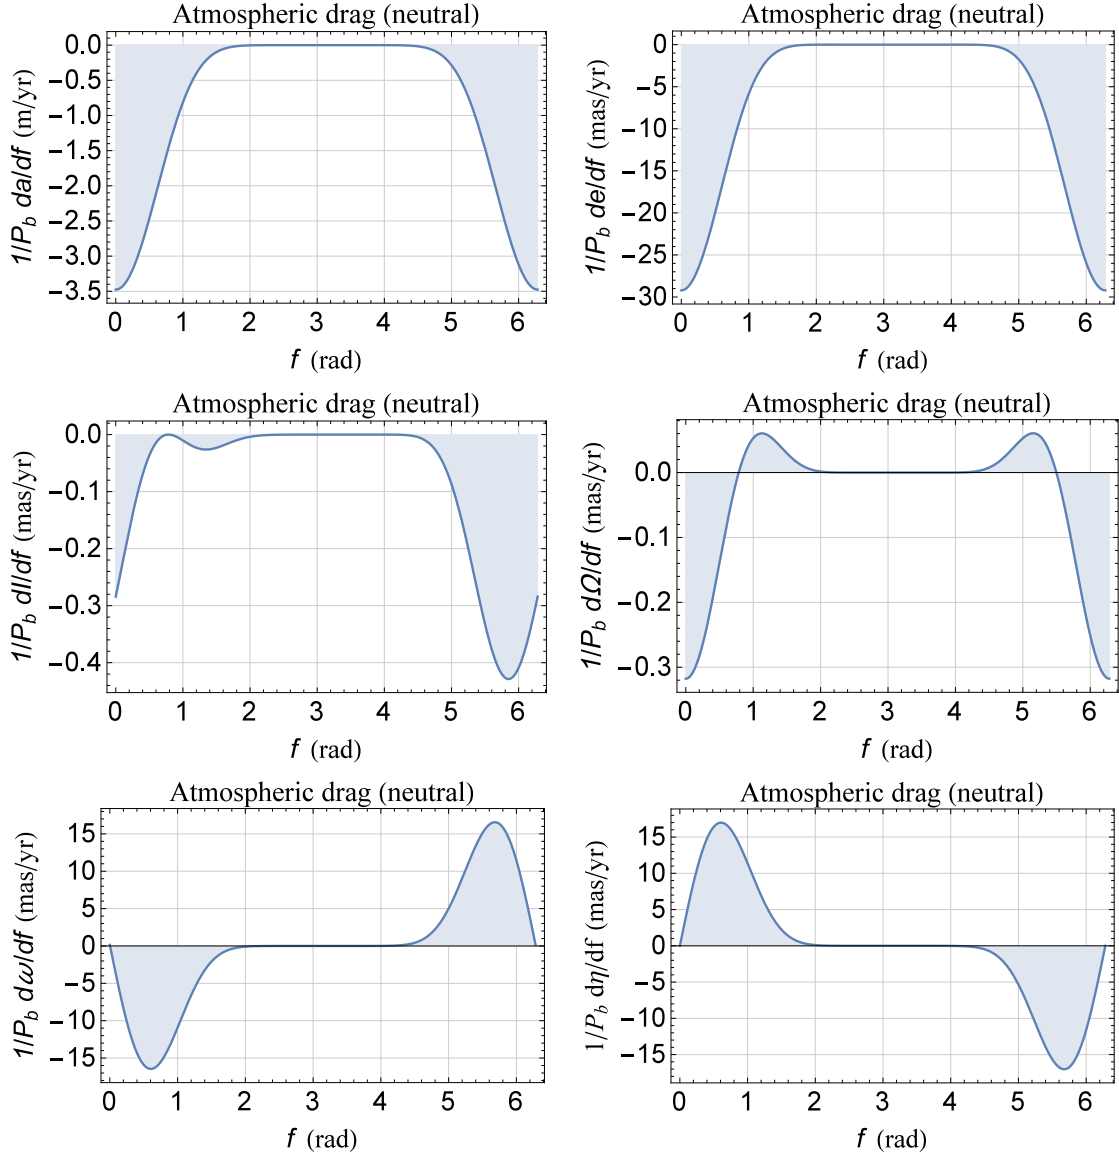 Atmospheric drag (neutral)
1/P_b da/df (m/yr)
0.0
−0.5
−1.0
−1.5
−2.0
−2.5
−3.0
−3.5
0 1 2 3 4 5 6
f (rad)
Atmospheric drag (neutral)
1/P_b de/df (mas/yr)
0
−5
−10
−15
−20
−25
−30
0 1 2 3 4 5 6
f (rad)
Atmospheric drag (neutral)
1/P_b dI/df (mas/yr)
0.0
−0.1
−0.2
−0.3
−0.4
0 1 2 3 4 5 6
f (rad)
Atmospheric drag (neutral)
1/P_b dΩ/df (mas/yr)
0.0
−0.1
−0.2
−0.3
0 1 2 3 4 5 6
f (rad)
Atmospheric drag (neutral)
1/P_b dω/df (mas/yr)
15
10
5
0
−5
−10
−15
0 1 2 3 4 5 6
f (rad)
Atmospheric drag (neutral)
1/P_b dη/df (mas/yr)
15
10
5
0
−5
−10
−15
0 1 2 3 4 5 6
f (rad)